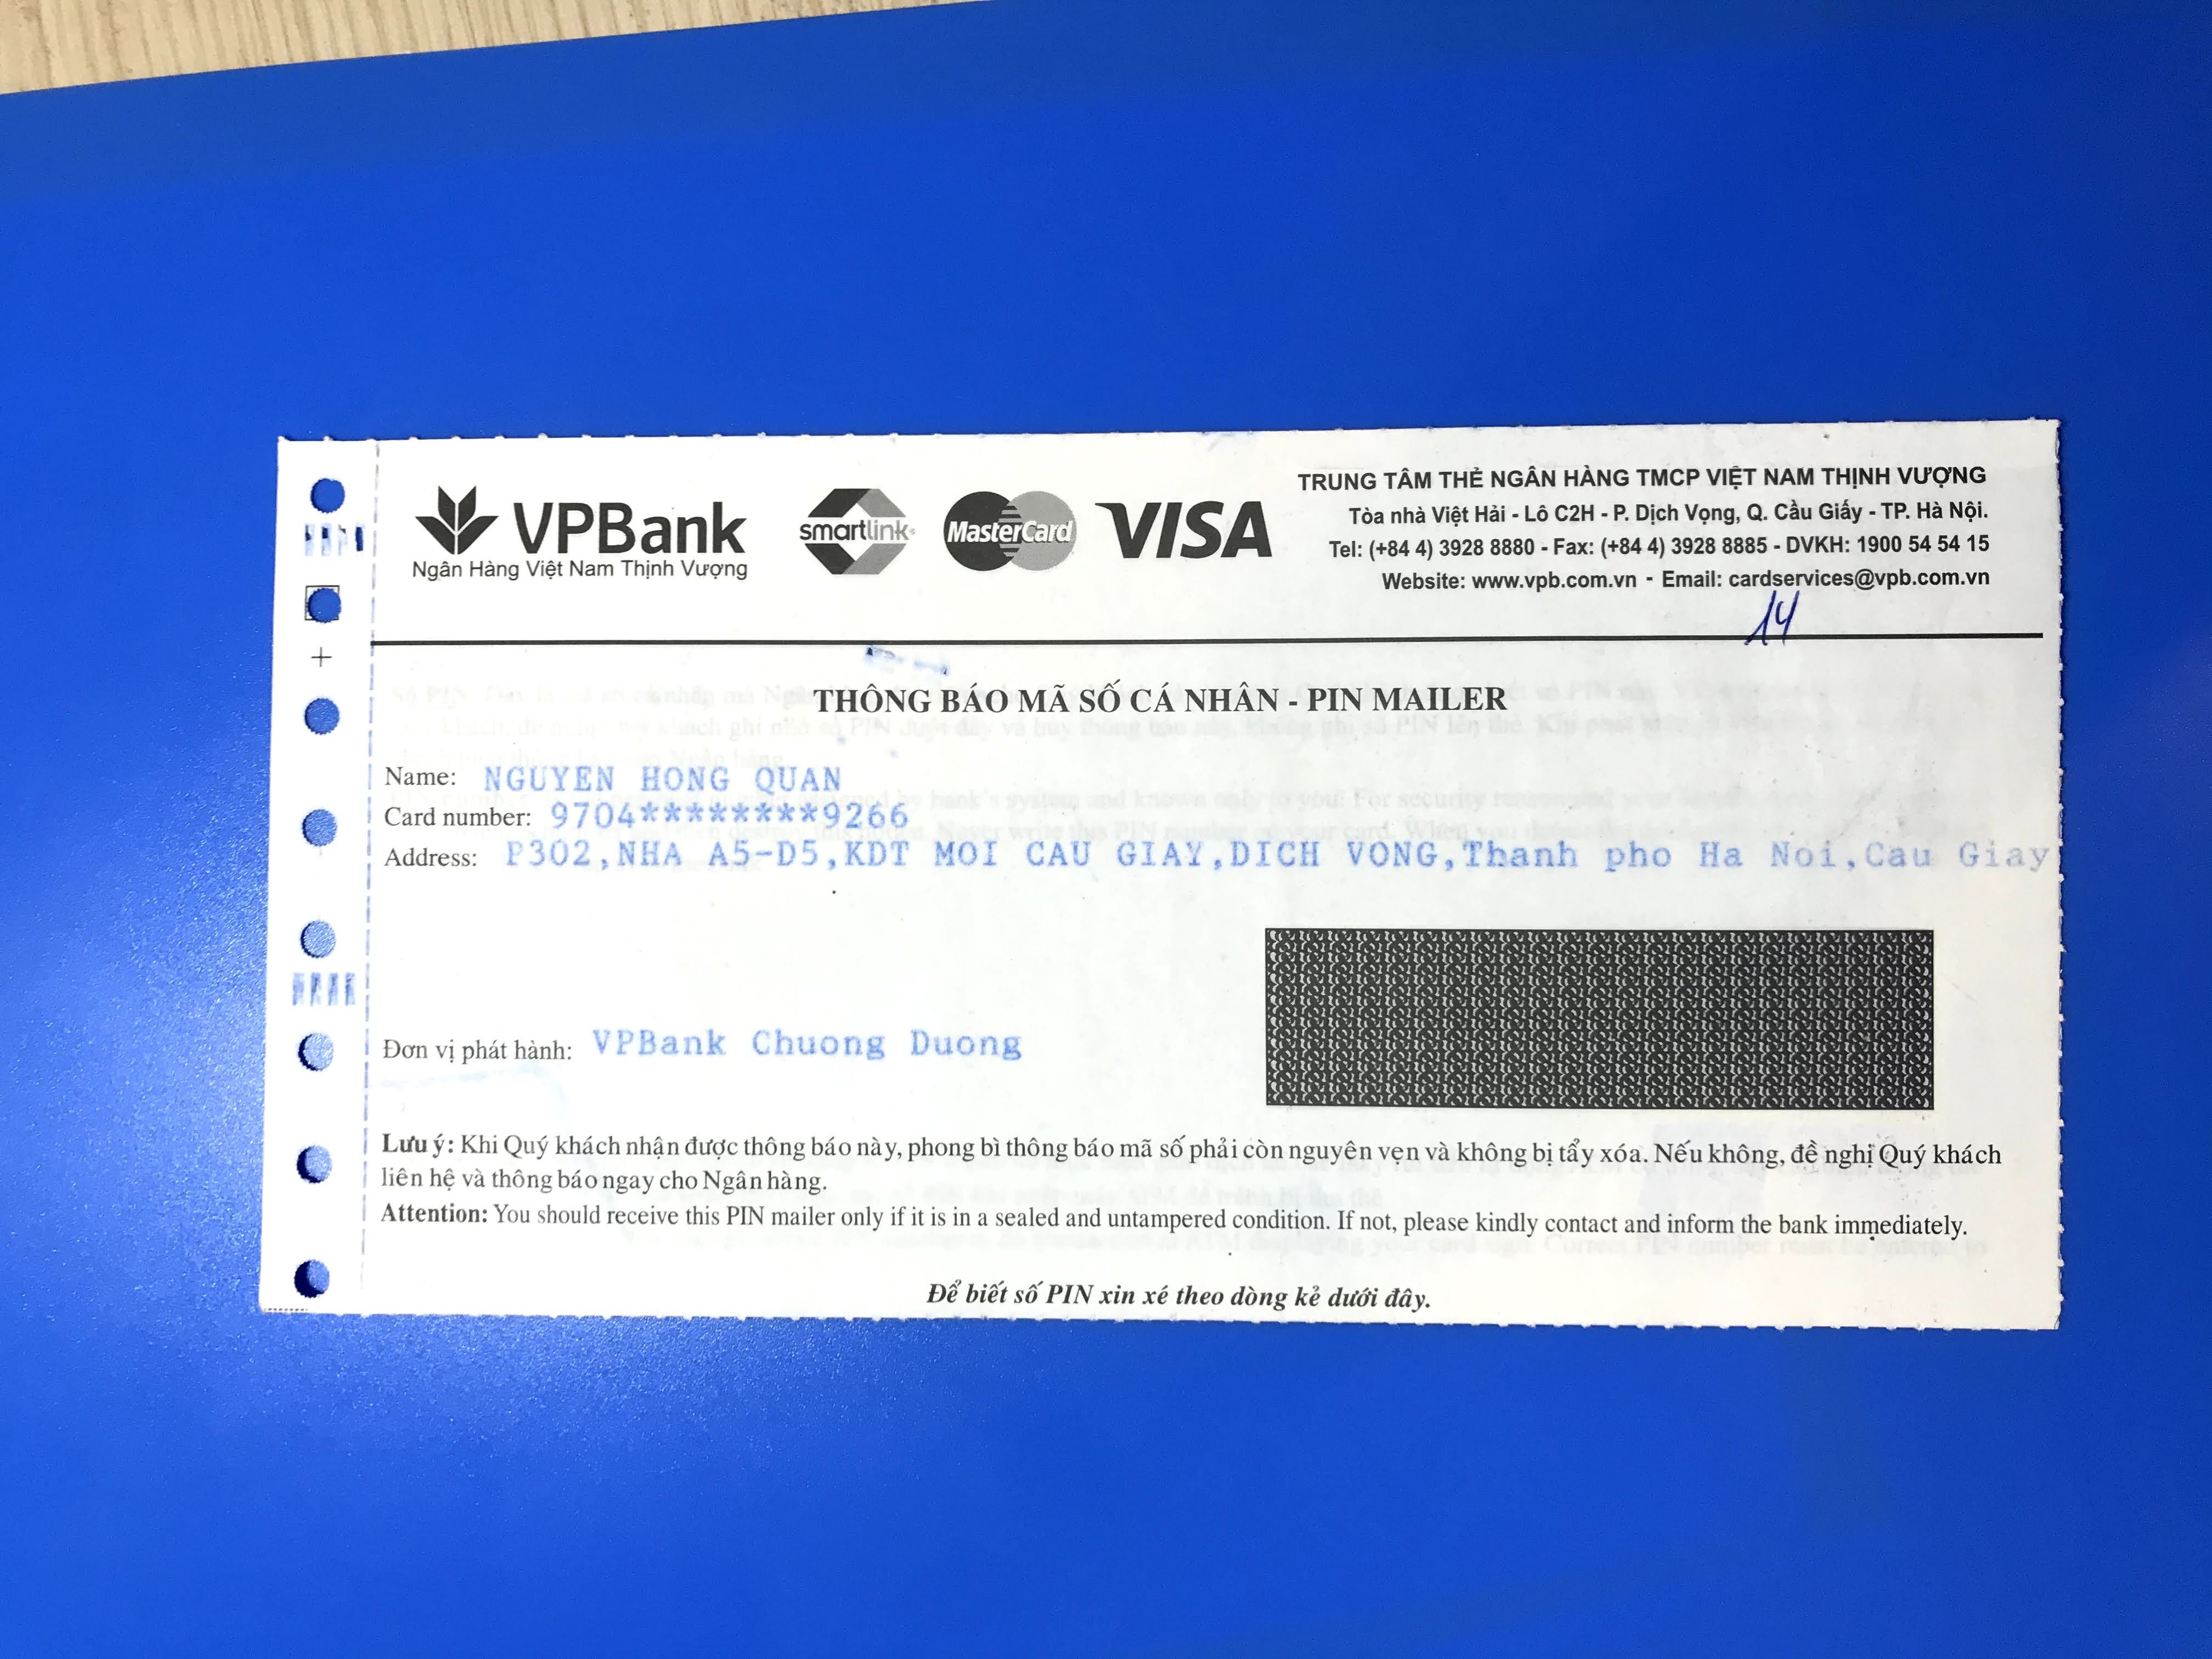 VPBank
Ngân Hàng Việt Nam Thịnh Vượng
smartlink
MasterCard
VISA
TRUNG TÂM THẺ NGÂN HÀNG TMCP VIỆT NAM THỊNH VƯỢNG
Tòa nhà Việt Hải - Lô C2H - P. Dịch Vọng, Q. Cầu Giấy - TP. Hà Nội.
Tel: (+84 4) 3928 8880 - Fax: (+84 4) 3928 8885 - DVKH: 1900 54 54 15
Website: www.vpb.com.vn - Email: cardservices@vpb.com.vn
14
THÔNG BÁO MÃ SỐ CÁ NHÂN - PIN MAILER
Name: NGUYEN HONG QUAN
Card number: 9704********9266
Address: P302,NHA A5-D5,KDT MOI CAU GIAY,DICH VONG,Thanh pho Ha Noi,Cau Giay
Đơn vị phát hành: VPBank Chuong Duong
Lưu ý: Khi Quý khách nhận được thông báo này, phong bì thông báo mã số phải còn nguyên vẹn và không bị tẩy xóa. Nếu không, đề nghị Quý khách
liên hệ và thông báo ngay cho Ngân hàng.
Attention: You should receive this PIN mailer only if it is in a sealed and untampered condition. If not, please kindly contact and inform the bank immediately.
Để biết số PIN xin xé theo dòng kẻ dưới đây.